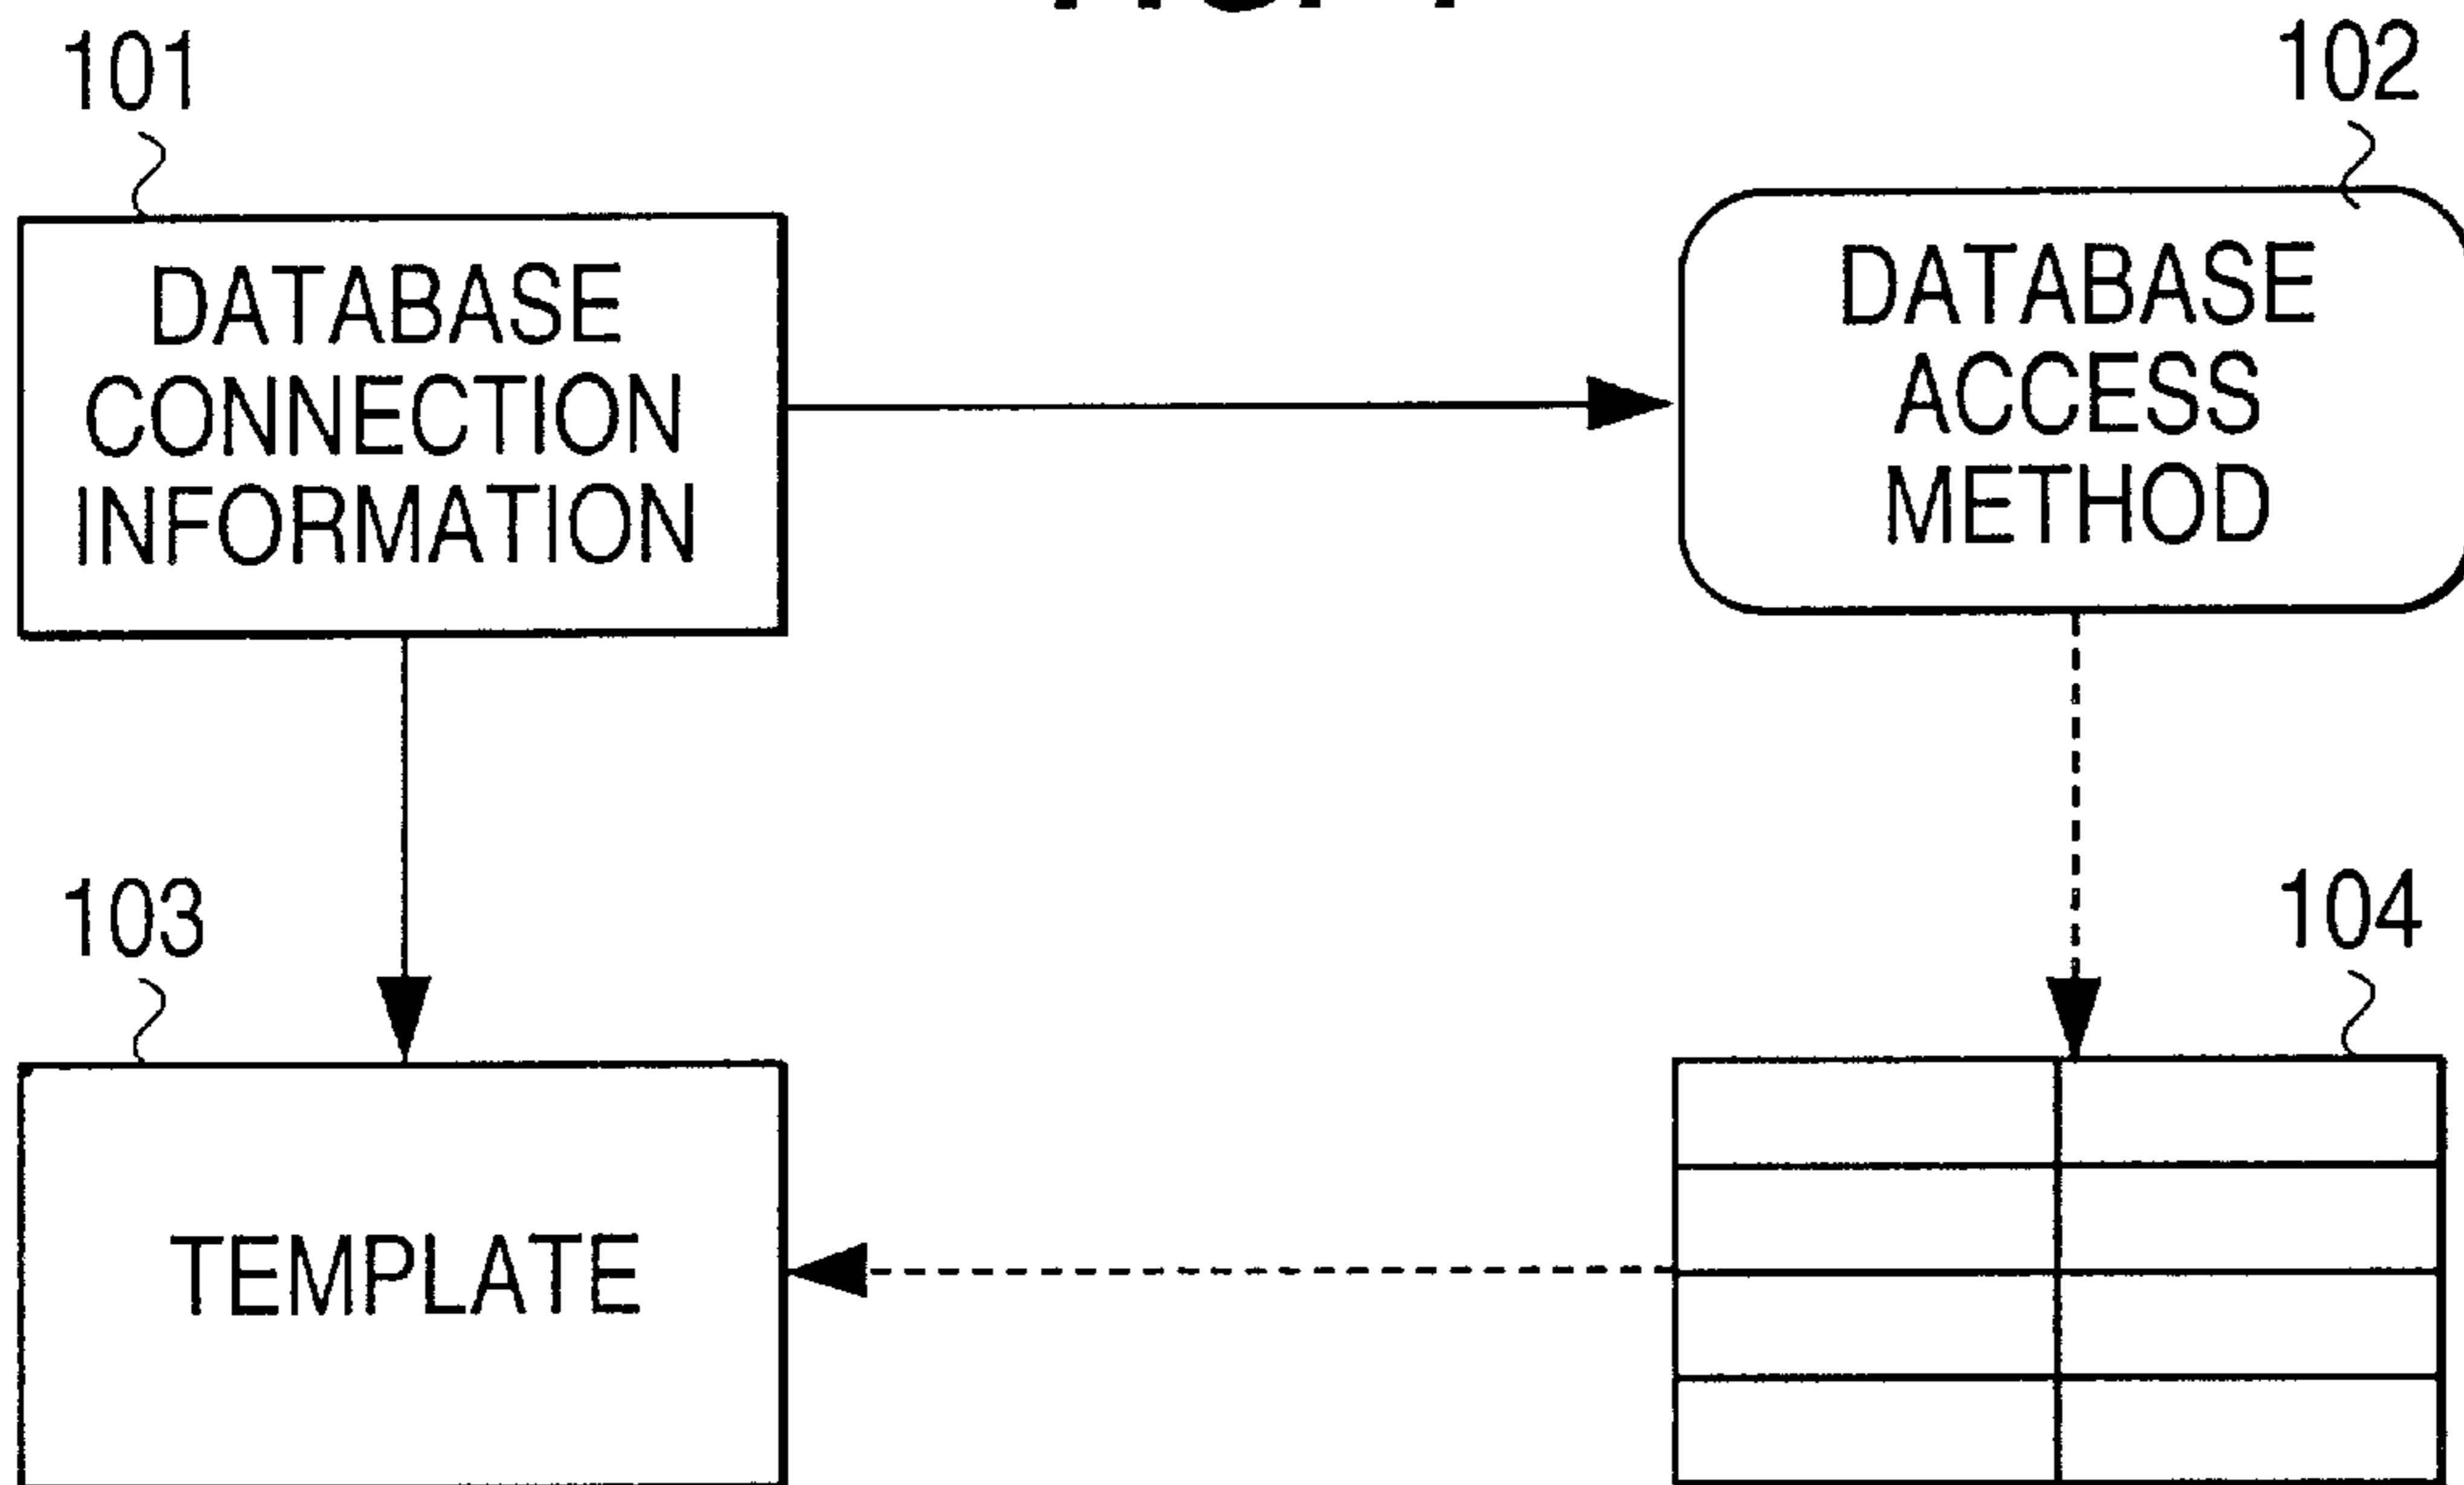 101
102
DATABASE
CONNECTION
INFORMATION
DATABASE
ACCESS
METHOD
103
104
TEMPLATE